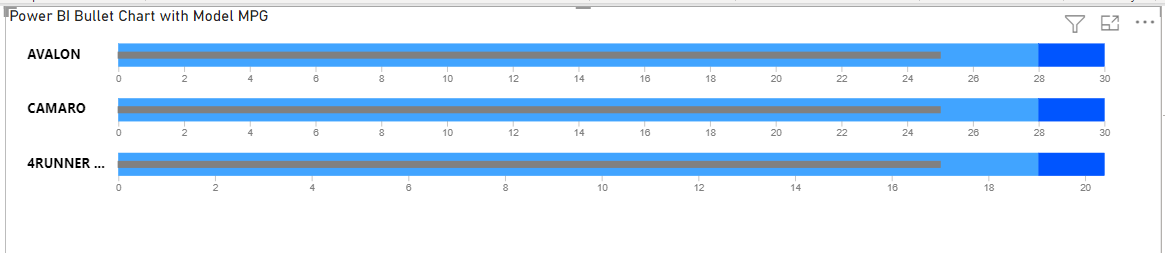 Power BI Bullet Chart with Model MPG
AVALON
0 2 4 6 8 10 12 14 16 18 20 22 24 26 28 30
CAMARO
0 2 4 6 8 10 12 14 16 18 20 22 24 26 28 30
4RUNNER ...
0 2 4 6 8 10 12 14 16 18 20